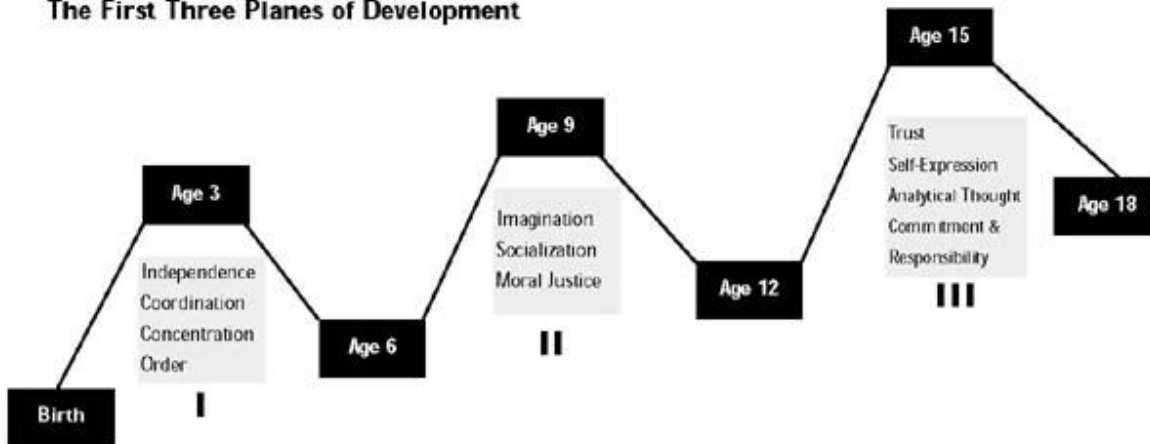 The First Three Planes of Development
Age 15
Age 9
Trust
Self-Expression
Analytical Thought
Commitment &
Responsibility
III
Age 3
Age 18
Imagination
Socialization
Moral Justice
II
Independence
Coordination
Concentration
Order
I
Age 12
Age 6
Birth